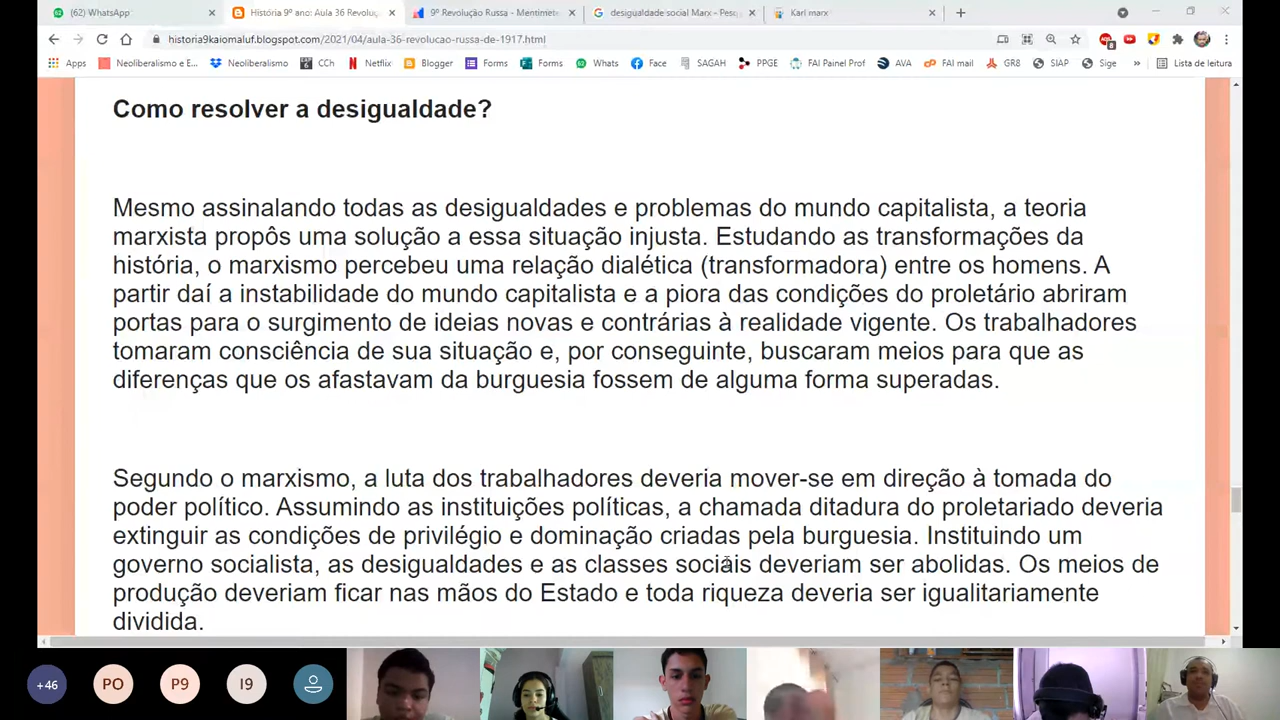 (62) WhatsApp
História 9º ano: Aula 36 Revoluç
9º Revolução Russa - Mentimete
desigualdade social Marx - Pesq
Karl marx
historia9kaiomaluf.blogspot.com/2021/04/aula-36-revolucao-russa-de-1917.html
Apps
Neoliberalismo e E...
Neoliberalismo
CCh
Netflix
Blogger
Forms
Forms
Whats
Face
SAGAH
PPGE
FAI Painel Prof
AVA
FAI mail
GR8
SIAP
Sige
»
Lista de leitura
Como resolver a desigualdade?
Mesmo assinalando todas as desigualdades e problemas do mundo capitalista, a teoria
marxista propôs uma solução a essa situação injusta. Estudando as transformações da
história, o marxismo percebeu uma relação dialética (transformadora) entre os homens. A
partir daí a instabilidade do mundo capitalista e a piora das condições do proletário abriram
portas para o surgimento de ideias novas e contrárias à realidade vigente. Os trabalhadores
tomaram consciência de sua situação e, por conseguinte, buscaram meios para que as
diferenças que os afastavam da burguesia fossem de alguma forma superadas.
Segundo o marxismo, a luta dos trabalhadores deveria mover-se em direção à tomada do
poder político. Assumindo as instituições políticas, a chamada ditadura do proletariado deveria
extinguir as condições de privilégio e dominação criadas pela burguesia. Instituindo um
governo socialista, as desigualdades e as classes sociais deveriam ser abolidas. Os meios de
produção deveriam ficar nas mãos do Estado e toda riqueza deveria ser igualitariamente
dividida.
+46
PO
P9
I9